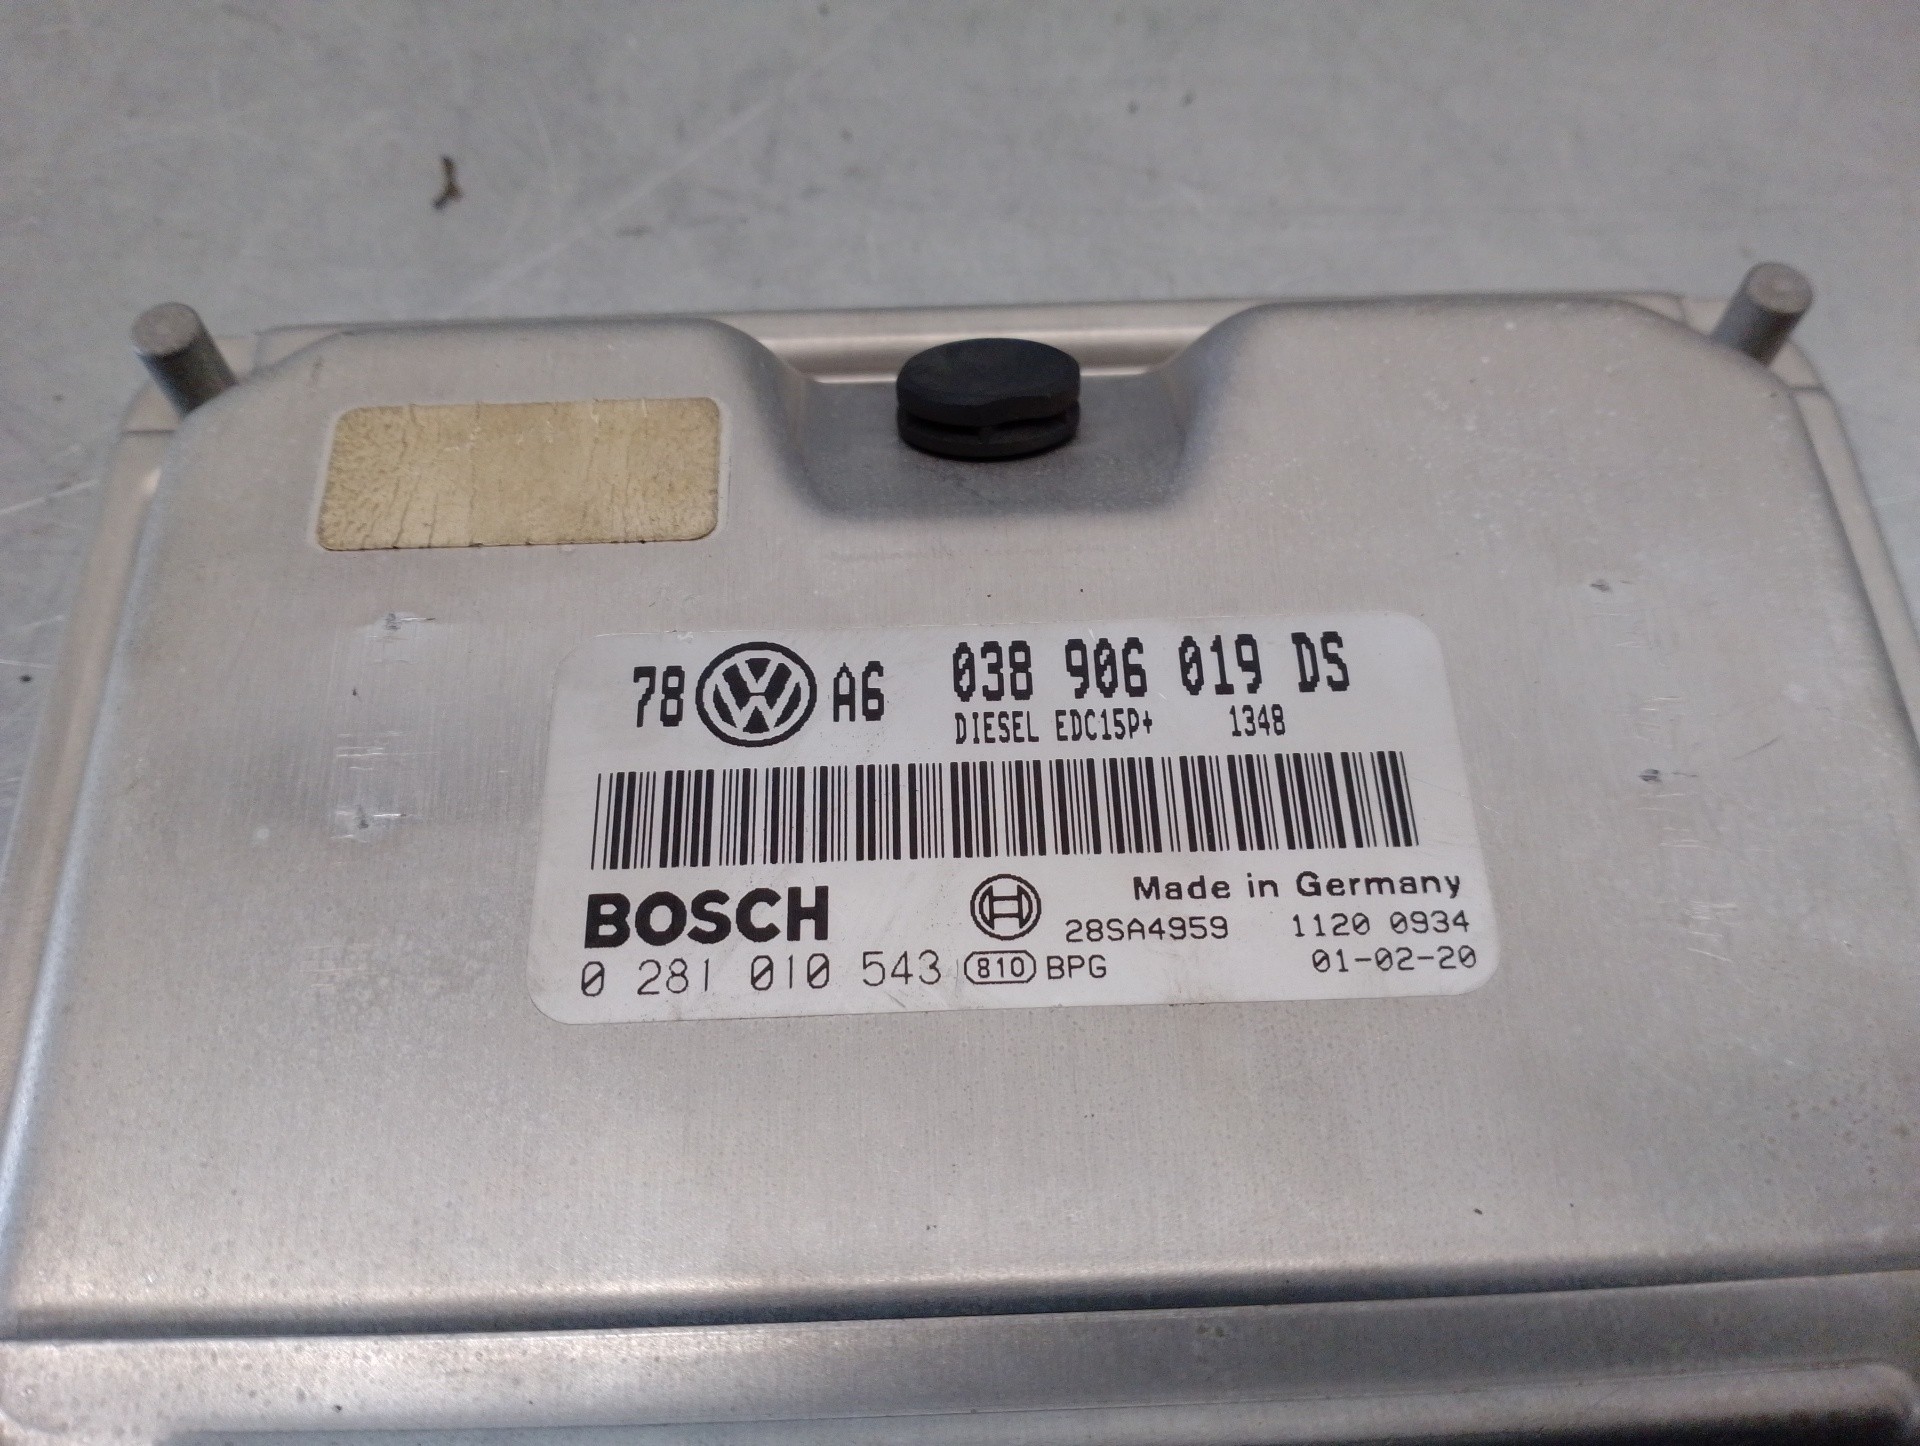 78 VW A6 038 906 019 DS
DIESEL EDC15P+ 1348
BOSCH Made in Germany
28SA4959 1120 0934
0 281 010 543 810 BPG 01-02-20